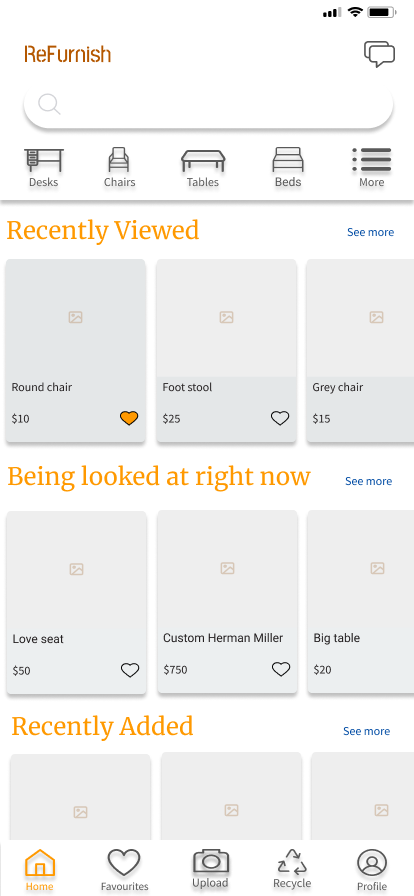 ReFurnish
Desks Chairs Tables Beds More
Recently Viewed See more
Round chair Foot stool Grey chair
$10 $25 $15
Being looked at right now See more
Love seat Custom Herman Miller Big table
$50 $750 $20
Recently Added See more
Home Favourites Upload Recycle Profile